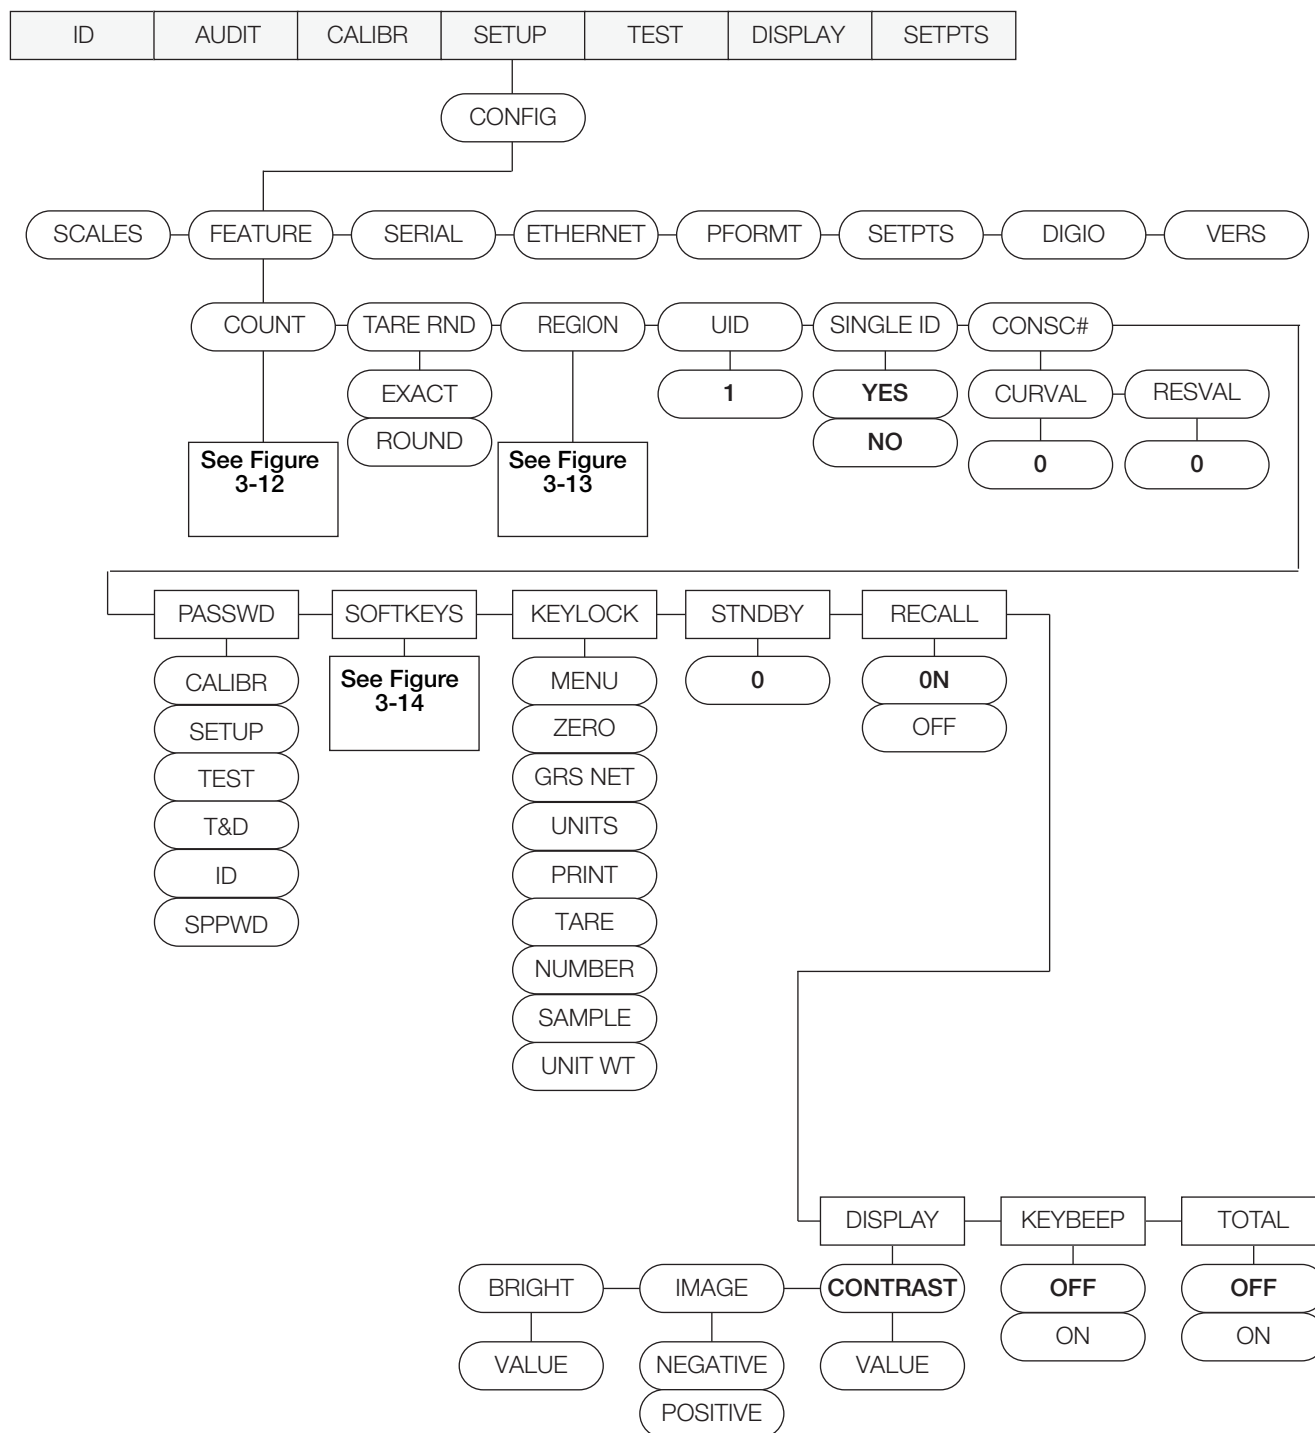 ID AUDIT CALIBR SETUP TEST DISPLAY SETPTS
CONFIG
SCALES FEATURE SERIAL ETHERNET PFORMT SETPTS DIGIO VERS
COUNT TARE RND REGION UID SINGLE ID CONSC#
EXACT 1 YES CURVAL RESVAL
ROUND NO
See Figure
3-12
See Figure
3-13
0 0
PASSWD SOFTKEYS KEYLOCK STNDBY RECALL
CALIBR
SETUP
TEST
T&D
ID
SPPWD
See Figure
3-14
MENU
ZERO
GRS NET
UNITS
PRINT
TARE
NUMBER
SAMPLE
UNIT WT
0
0N
OFF
DISPLAY KEYBEEP TOTAL
BRIGHT IMAGE CONTRAST OFF OFF
ON ON
VALUE NEGATIVE VALUE
POSITIVE